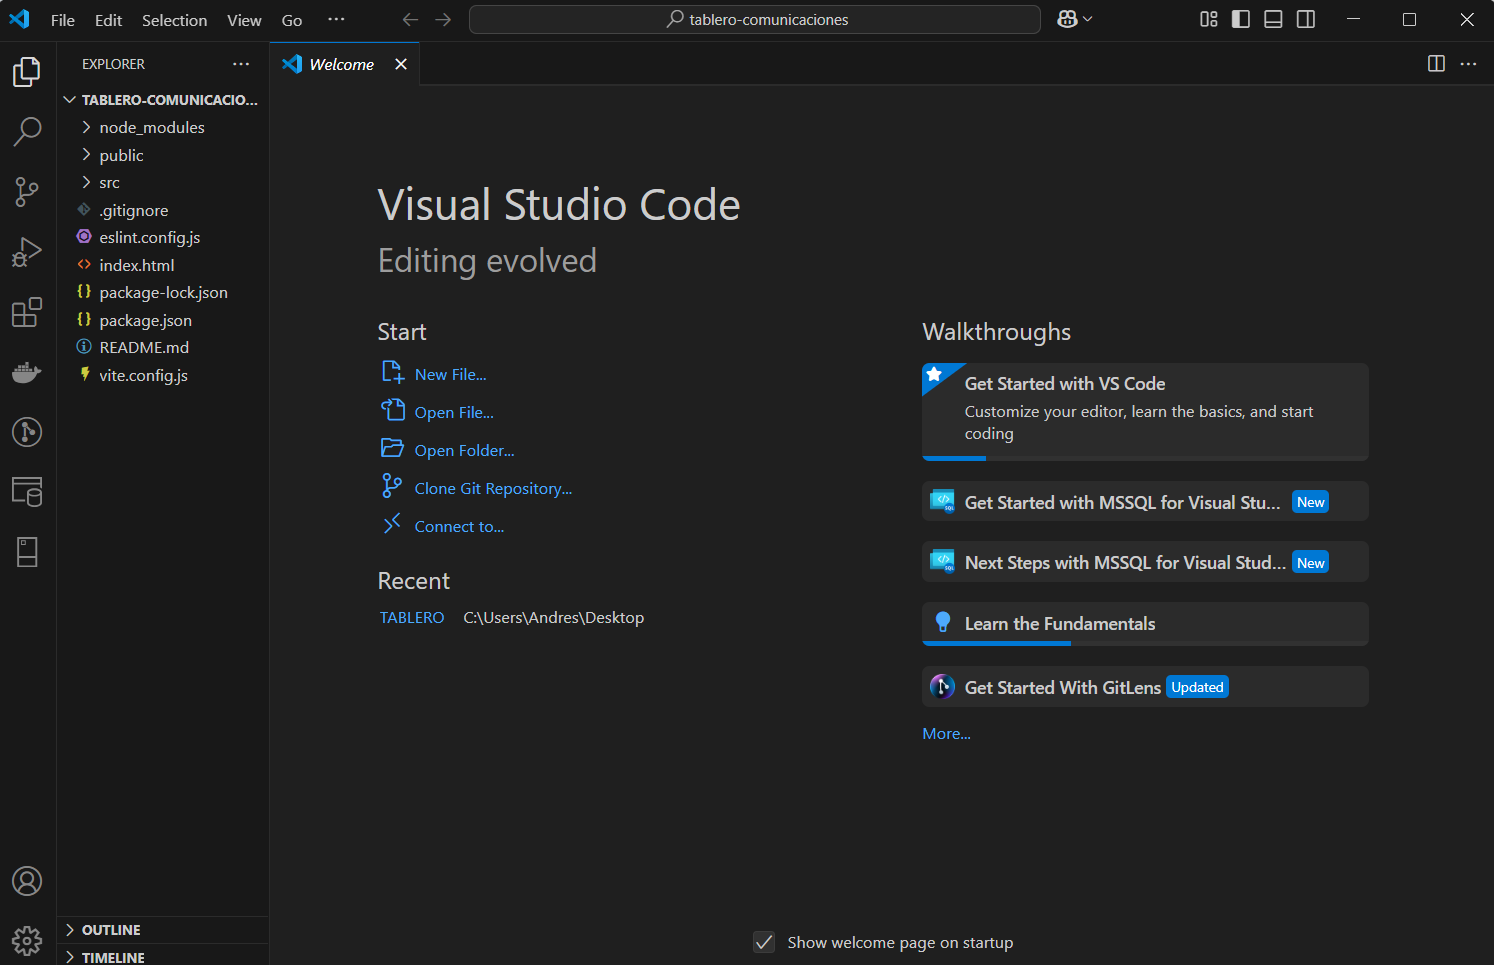 File Edit Selection View Go ···
tablero-comunicaciones
EXPLORER
TABLERO-COMUNICACIO...
node_modules
public
src
.gitignore
eslint.config.js
index.html
package-lock.json
package.json
README.md
vite.config.js
OUTLINE
TIMELINE
Welcome
Visual Studio Code
Editing evolved
Start
New File...
Open File...
Open Folder...
Clone Git Repository...
Connect to...
Recent
TABLERO C:\Users\Andres\Desktop
Walkthroughs
Get Started with VS Code
Customize your editor, learn the basics, and start
coding
Get Started with MSSQL for Visual Stu... New
Next Steps with MSSQL for Visual Stud... New
Learn the Fundamentals
Get Started With GitLens Updated
More...
Show welcome page on startup